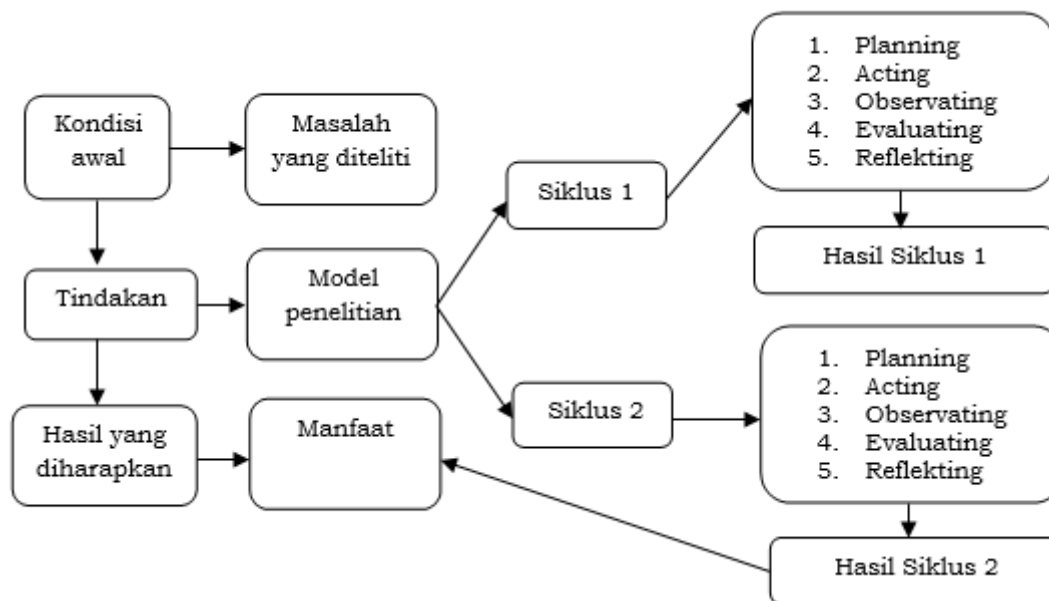 Kondisi
awal
Masalah
yang diteliti
Tindakan
Model
penelitian
Hasil yang
diharapkan
Manfaat
Siklus 1
1. Planning
2. Acting
3. Observating
4. Evaluating
5. Reflekting
Hasil Siklus 1
Siklus 2
1. Planning
2. Acting
3. Observating
4. Evaluating
5. Reflekting
Hasil Siklus 2